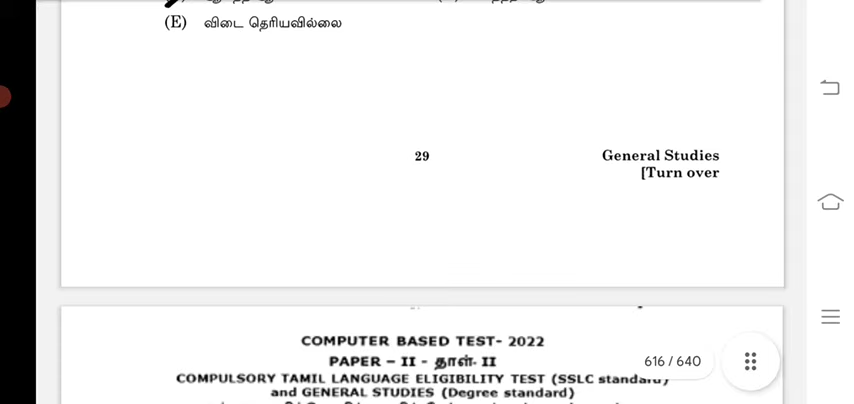 (E) விடை தெரியவில்லை
29
General Studies
[Turn over
COMPUTER BASED TEST- 2022
PAPER – II - தாள்- II
616 / 640
COMPULSORY TAMIL LANGUAGE ELIGIBILITY TEST (SSLC standard)
and GENERAL STUDIES (Degree standard)